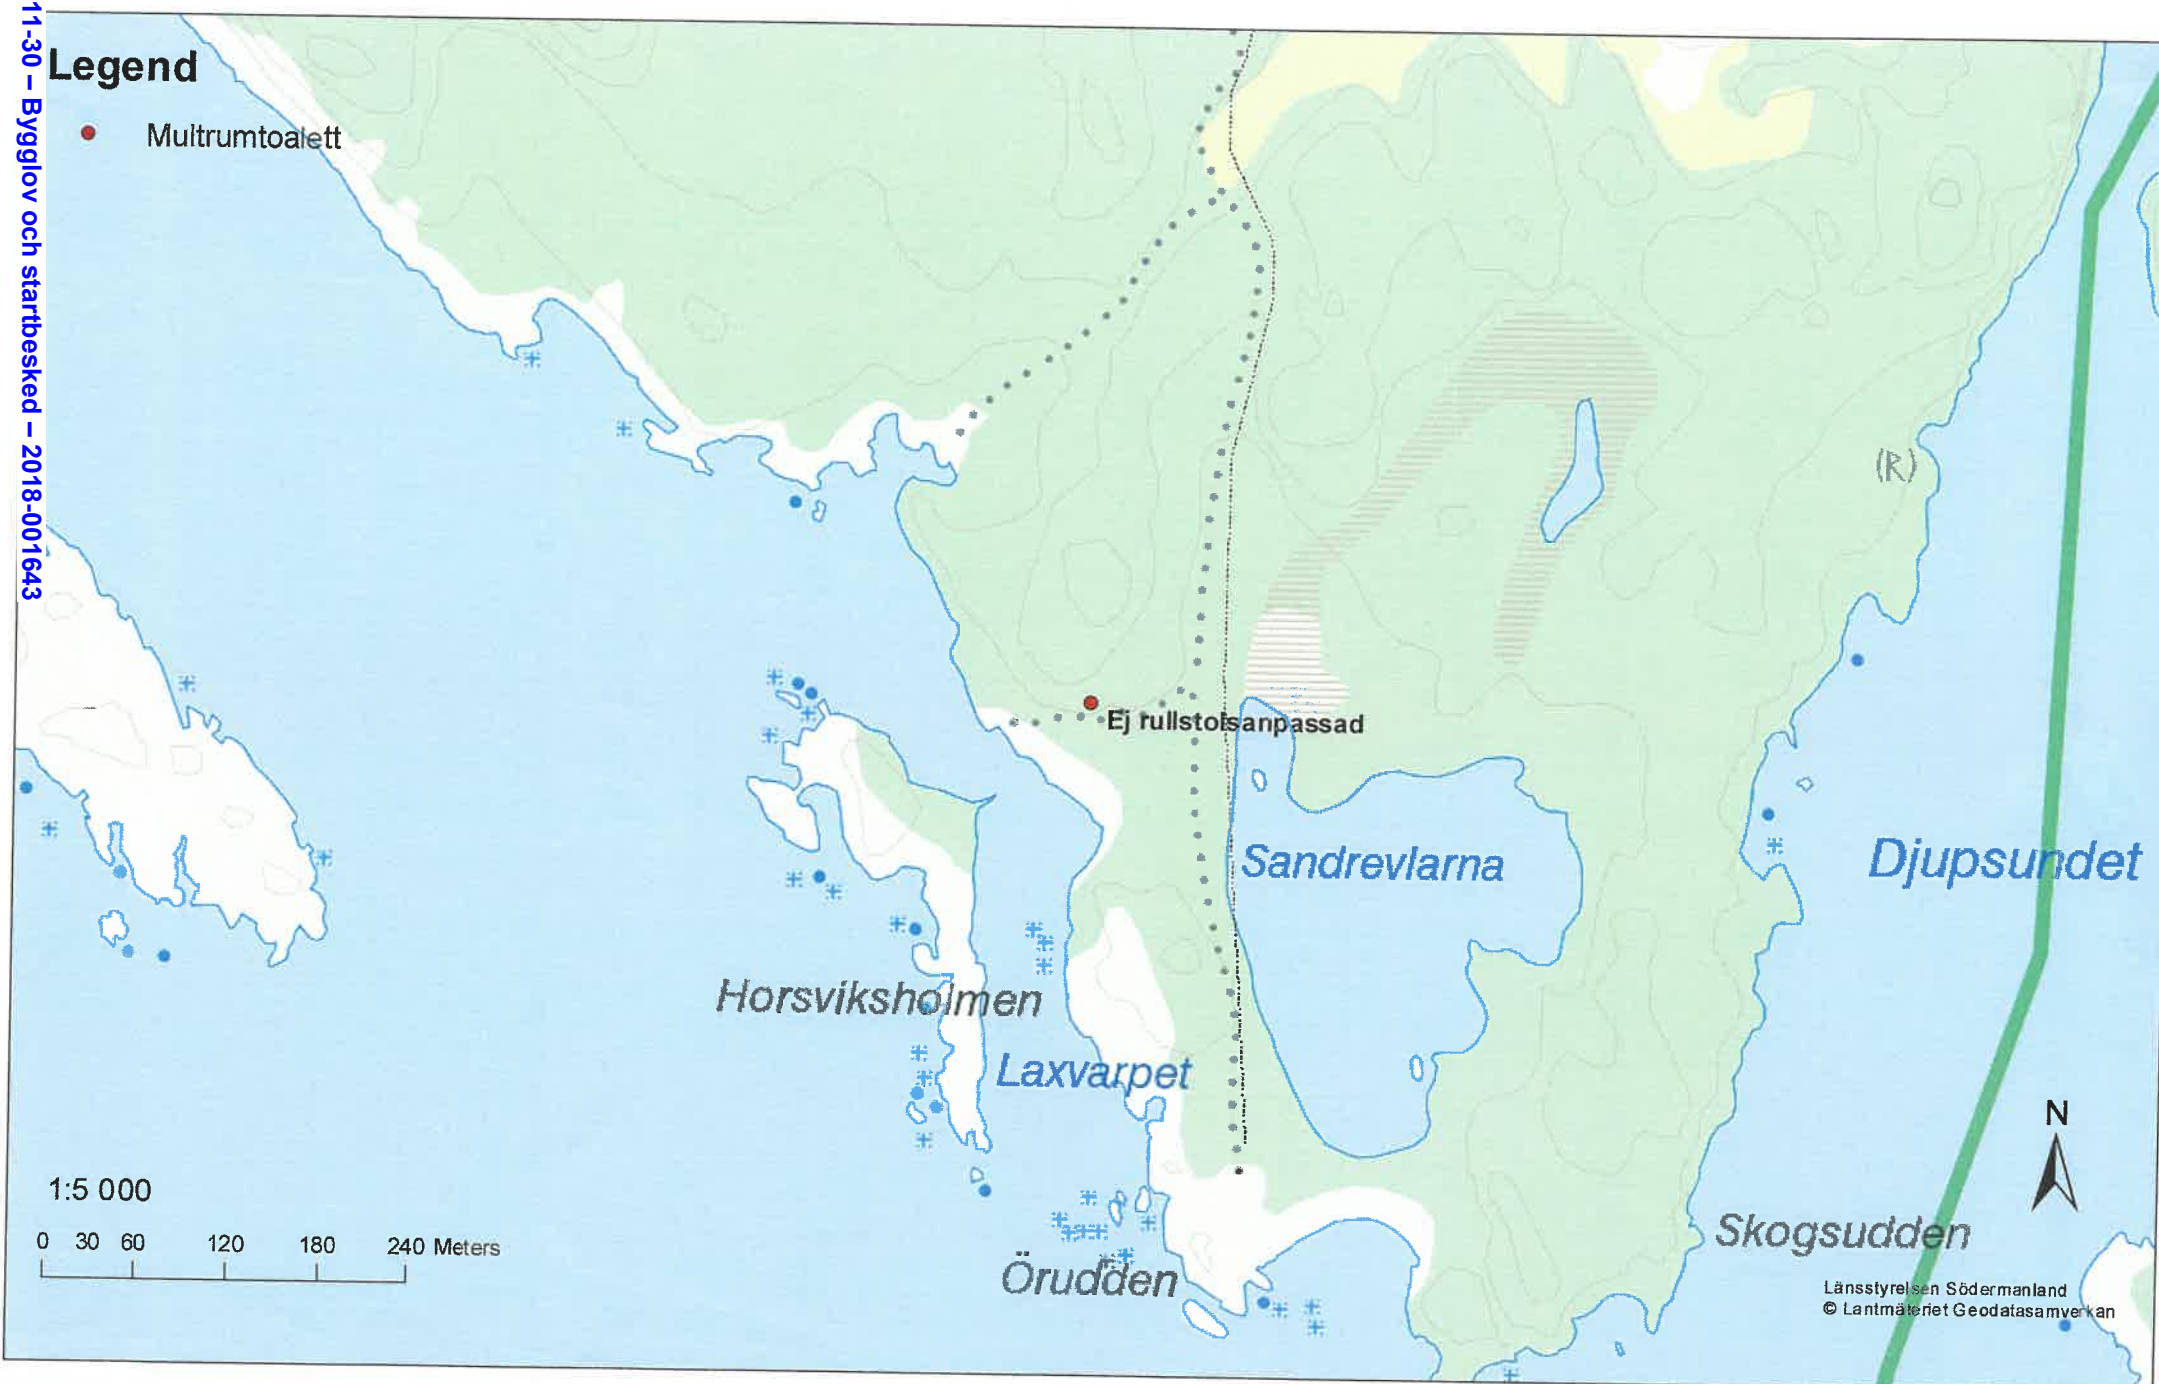 11-30 – Bygglov och startbesked – 2018-001643
Legend
Multrumtoalett
(R)
Ej rullstolsanpassad
Sandrevlarna
Djupsundet
Horsviksholmen
Laxvarpet
Örudden
Skogsudden
N
1:5 000
0 30 60 120 180 240 Meters
Länsstyrelsen Södermanland
© Lantmäteriet Geodatasamverkan